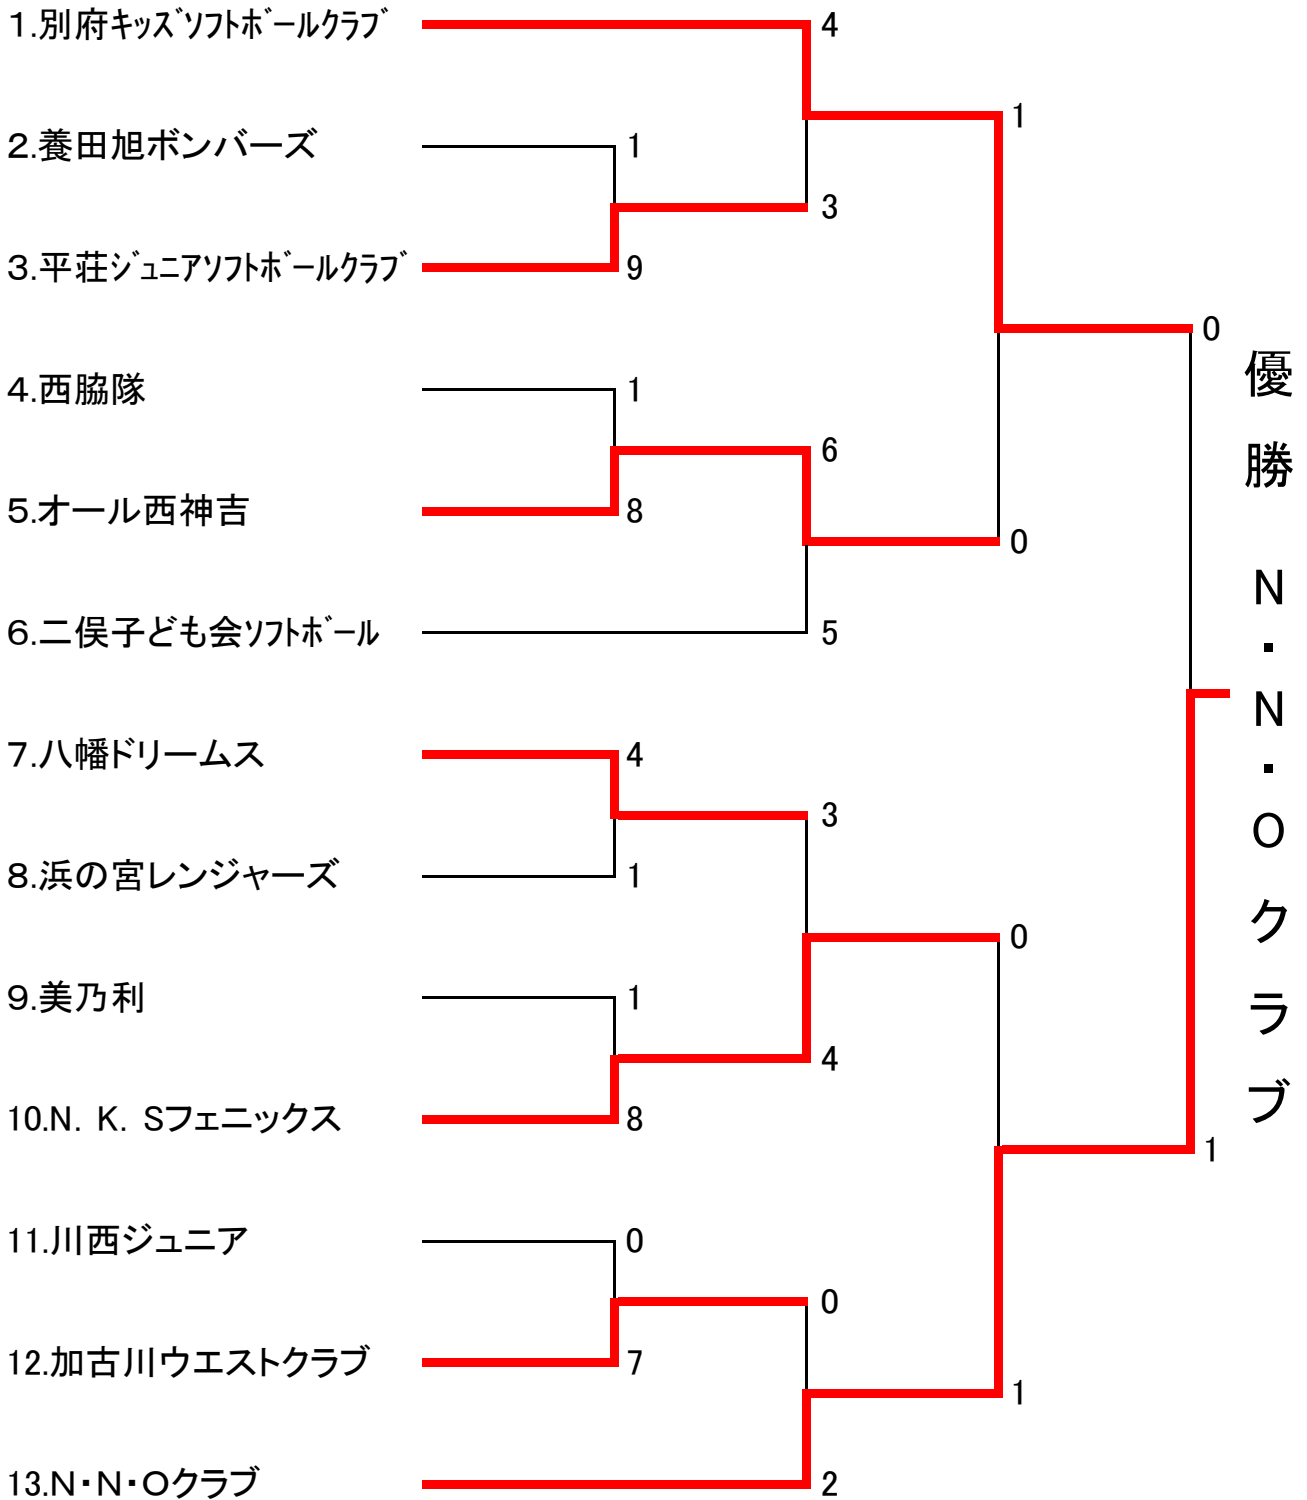 1.別府ｷｯｽﾞｿﾌﾄﾎﾞｰﾙｸﾗﾌﾞ
4
1
2.養田旭ボンバーズ
1
3
3.平荘ｼﾞｭﾆｱｿﾌﾄﾎﾞｰﾙｸﾗﾌﾞ
9
0
4.西脇隊
1
6
5.オール西神吉
8
0
6.二俣子ども会ｿﾌﾄﾎﾞｰﾙ
5
7.八幡ドリームス
4
3
8.浜の宮レンジャーズ
1
0
9.美乃利
1
4
10.N．K．Sフェニックス
8
1
11.川西ジュニア
0
0
12.加古川ウエストクラブ
7
1
13.N・N・Oクラブ
2
優勝　N・N・Oクラブ